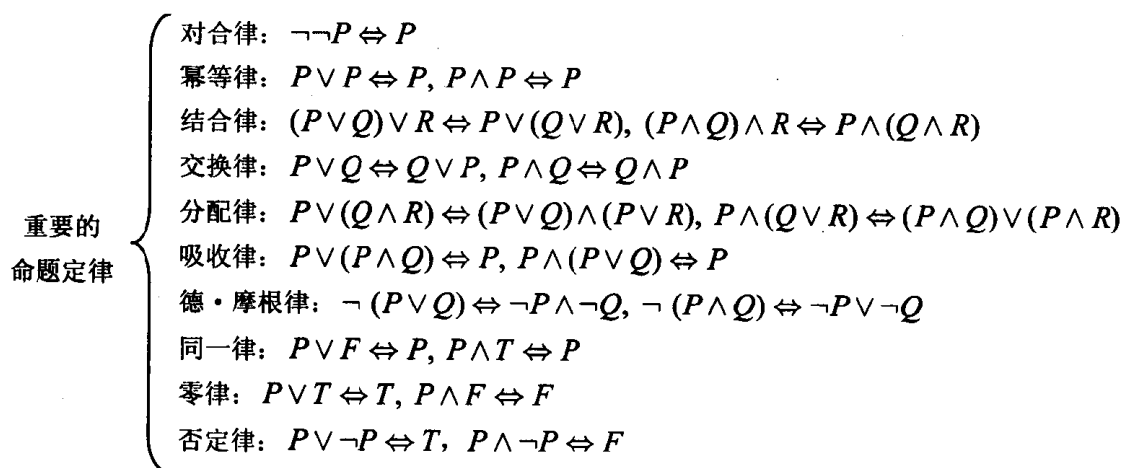 重要的
命题定律
对合律：¬¬P⇔P
幂等律：P∨P⇔P, P∧P⇔P
结合律：(P∨Q)∨R⇔P∨(Q∨R), (P∧Q)∧R⇔P∧(Q∧R)
交换律：P∨Q⇔Q∨P, P∧Q⇔Q∧P
分配律：P∨(Q∧R)⇔(P∨Q)∧(P∨R), P∧(Q∨R)⇔(P∧Q)∨(P∧R)
吸收律：P∨(P∧Q)⇔P, P∧(P∨Q)⇔P
德·摩根律：¬(P∨Q)⇔¬P∧¬Q, ¬(P∧Q)⇔¬P∨¬Q
同一律：P∨F⇔P, P∧T⇔P
零律：P∨T⇔T, P∧F⇔F
否定律：P∨¬P⇔T, P∧¬P⇔F